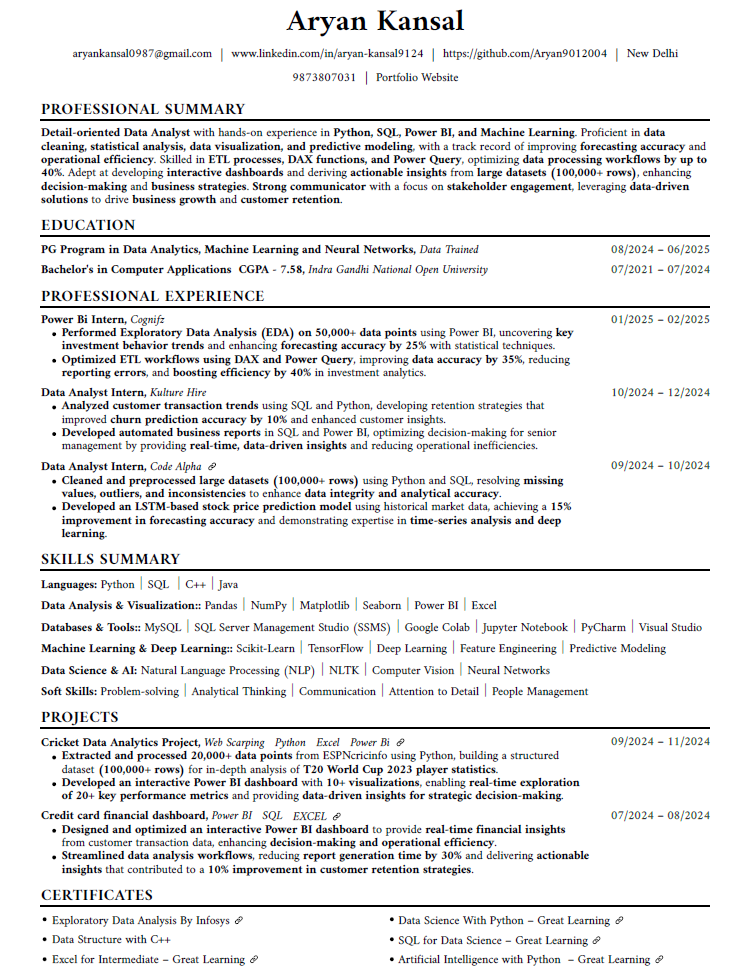 Aryan Kansal
aryankansal0987@gmail.com | www.linkedin.com/in/aryan-kansal9124 | https://github.com/Aryan9012004 | New Delhi
9873807031 | Portfolio Website
PROFESSIONAL SUMMARY
Detail-oriented Data Analyst with hands-on experience in Python, SQL, Power BI, and Machine Learning. Proficient in data
cleaning, statistical analysis, data visualization, and predictive modeling, with a track record of improving forecasting accuracy and
operational efficiency. Skilled in ETL processes, DAX functions, and Power Query, optimizing data processing workflows by up to
40%. Adept at developing interactive dashboards and deriving actionable insights from large datasets (100,000+ rows), enhancing
decision-making and business strategies. Strong communicator with a focus on stakeholder engagement, leveraging data-driven
solutions to drive business growth and customer retention.
EDUCATION
PG Program in Data Analytics, Machine Learning and Neural Networks, Data Trained 08/2024 – 06/2025
Bachelor's in Computer Applications CGPA - 7.58, Indra Gandhi National Open University 07/2021 – 07/2024
PROFESSIONAL EXPERIENCE
Power Bi Intern, Cognifz 01/2025 – 02/2025
• Performed Exploratory Data Analysis (EDA) on 50,000+ data points using Power BI, uncovering key
investment behavior trends and enhancing forecasting accuracy by 25% with statistical techniques.
• Optimized ETL workflows using DAX and Power Query, improving data accuracy by 35%, reducing
reporting errors, and boosting efficiency by 40% in investment analytics.
Data Analyst Intern, Kulture Hire 10/2024 – 12/2024
• Analyzed customer transaction trends using SQL and Python, developing retention strategies that
improved churn prediction accuracy by 10% and enhanced customer insights.
• Developed automated business reports in SQL and Power BI, optimizing decision-making for senior
management by providing real-time, data-driven insights and reducing operational inefficiencies.
Data Analyst Intern, Code Alpha 09/2024 – 10/2024
• Cleaned and preprocessed large datasets (100,000+ rows) using Python and SQL, resolving missing
values, outliers, and inconsistencies to enhance data integrity and analytical accuracy.
• Developed an LSTM-based stock price prediction model using historical market data, achieving a 15%
improvement in forecasting accuracy and demonstrating expertise in time-series analysis and deep
learning.
SKILLS SUMMARY
Languages: Python | SQL | C++ | Java
Data Analysis & Visualization:: Pandas | NumPy | Matplotlib | Seaborn | Power BI | Excel
Databases & Tools:: MySQL | SQL Server Management Studio (SSMS) | Google Colab | Jupyter Notebook | PyCharm | Visual Studio
Machine Learning & Deep Learning:: Scikit-Learn | TensorFlow | Deep Learning | Feature Engineering | Predictive Modeling
Data Science & AI: Natural Language Processing (NLP) | NLTK | Computer Vision | Neural Networks
Soft Skills: Problem-solving | Analytical Thinking | Communication | Attention to Detail | People Management
PROJECTS
Cricket Data Analytics Project, Web Scarping Python Excel Power Bi 09/2024 – 11/2024
• Extracted and processed 20,000+ data points from ESPNcricinfo using Python, building a structured
dataset (100,000+ rows) for in-depth analysis of T20 World Cup 2023 player statistics.
• Developed an interactive Power BI dashboard with 10+ visualizations, enabling real-time exploration
of 20+ key performance metrics and providing data-driven insights for strategic decision-making.
Credit card financial dashboard, Power BI SQL EXCEL 07/2024 – 08/2024
• Designed and optimized an interactive Power BI dashboard to provide real-time financial insights
from customer transaction data, enhancing decision-making and operational efficiency.
• Streamlined data analysis workflows, reducing report generation time by 30% and delivering actionable
insights that contributed to a 10% improvement in customer retention strategies.
CERTIFICATES
• Exploratory Data Analysis By Infosys • Data Science With Python – Great Learning
• Data Structure with C++ • SQL for Data Science – Great Learning
• Excel for Intermediate – Great Learning • Artificial Intelligence with Python – Great Learning